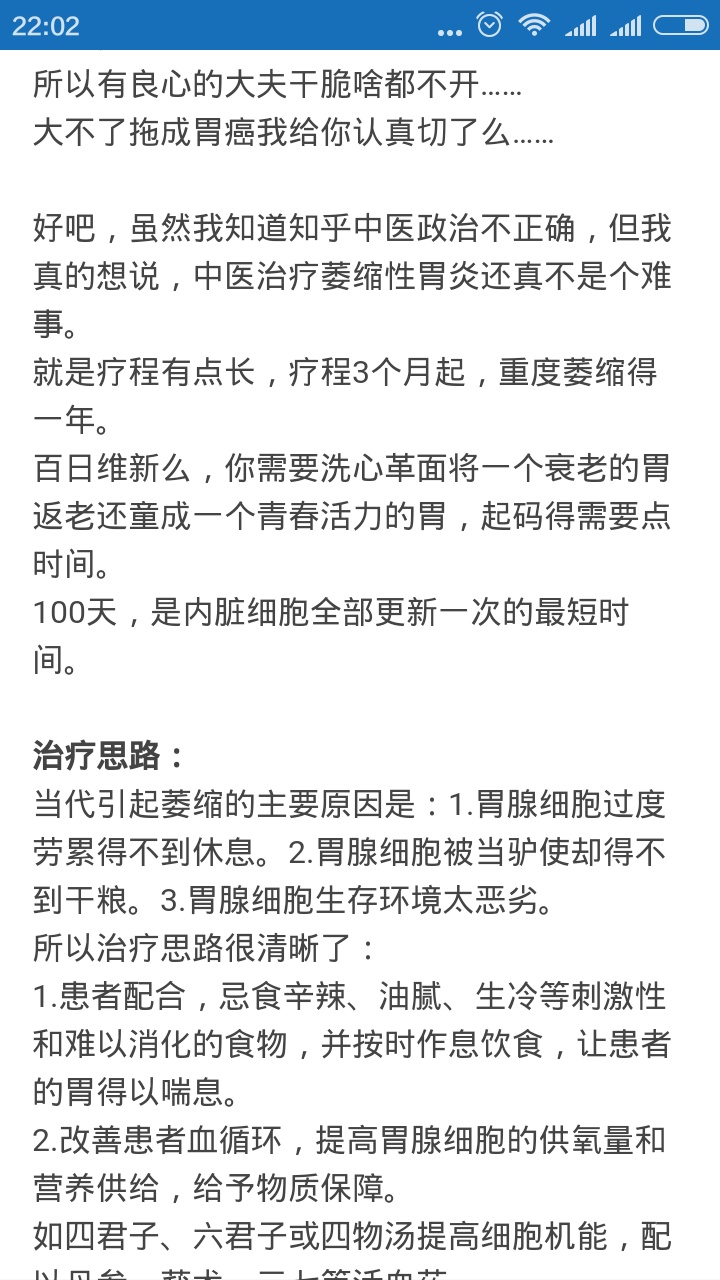 22:02
所以有良心的大夫干脆啥都不开……
大不了拖成胃癌我给你认真切了么……
好吧，虽然我知道知乎中医政治不正确，但我
真的想说，中医治疗萎缩性胃炎还真不是个难
事。
就是疗程有点长，疗程3个月起，重度萎缩得
一年。
百日维新么，你需要洗心革面将一个衰老的胃
返老还童成一个青春活力的胃，起码得需要点
时间。
100天，是内脏细胞全部更新一次的最短时
间。
治疗思路：
当代引起萎缩的主要原因是：1.胃腺细胞过度
劳累得不到休息。2.胃腺细胞被当驴使却得不
到干粮。3.胃腺细胞生存环境太恶劣。
所以治疗思路很清晰了：
1.患者配合，忌食辛辣、油腻、生冷等刺激性
和难以消化的食物，并按时作息饮食，让患者
的胃得以喘息。
2.改善患者血循环，提高胃腺细胞的供氧量和
营养供给，给予物质保障。
如四君子、六君子或四物汤提高细胞机能，配